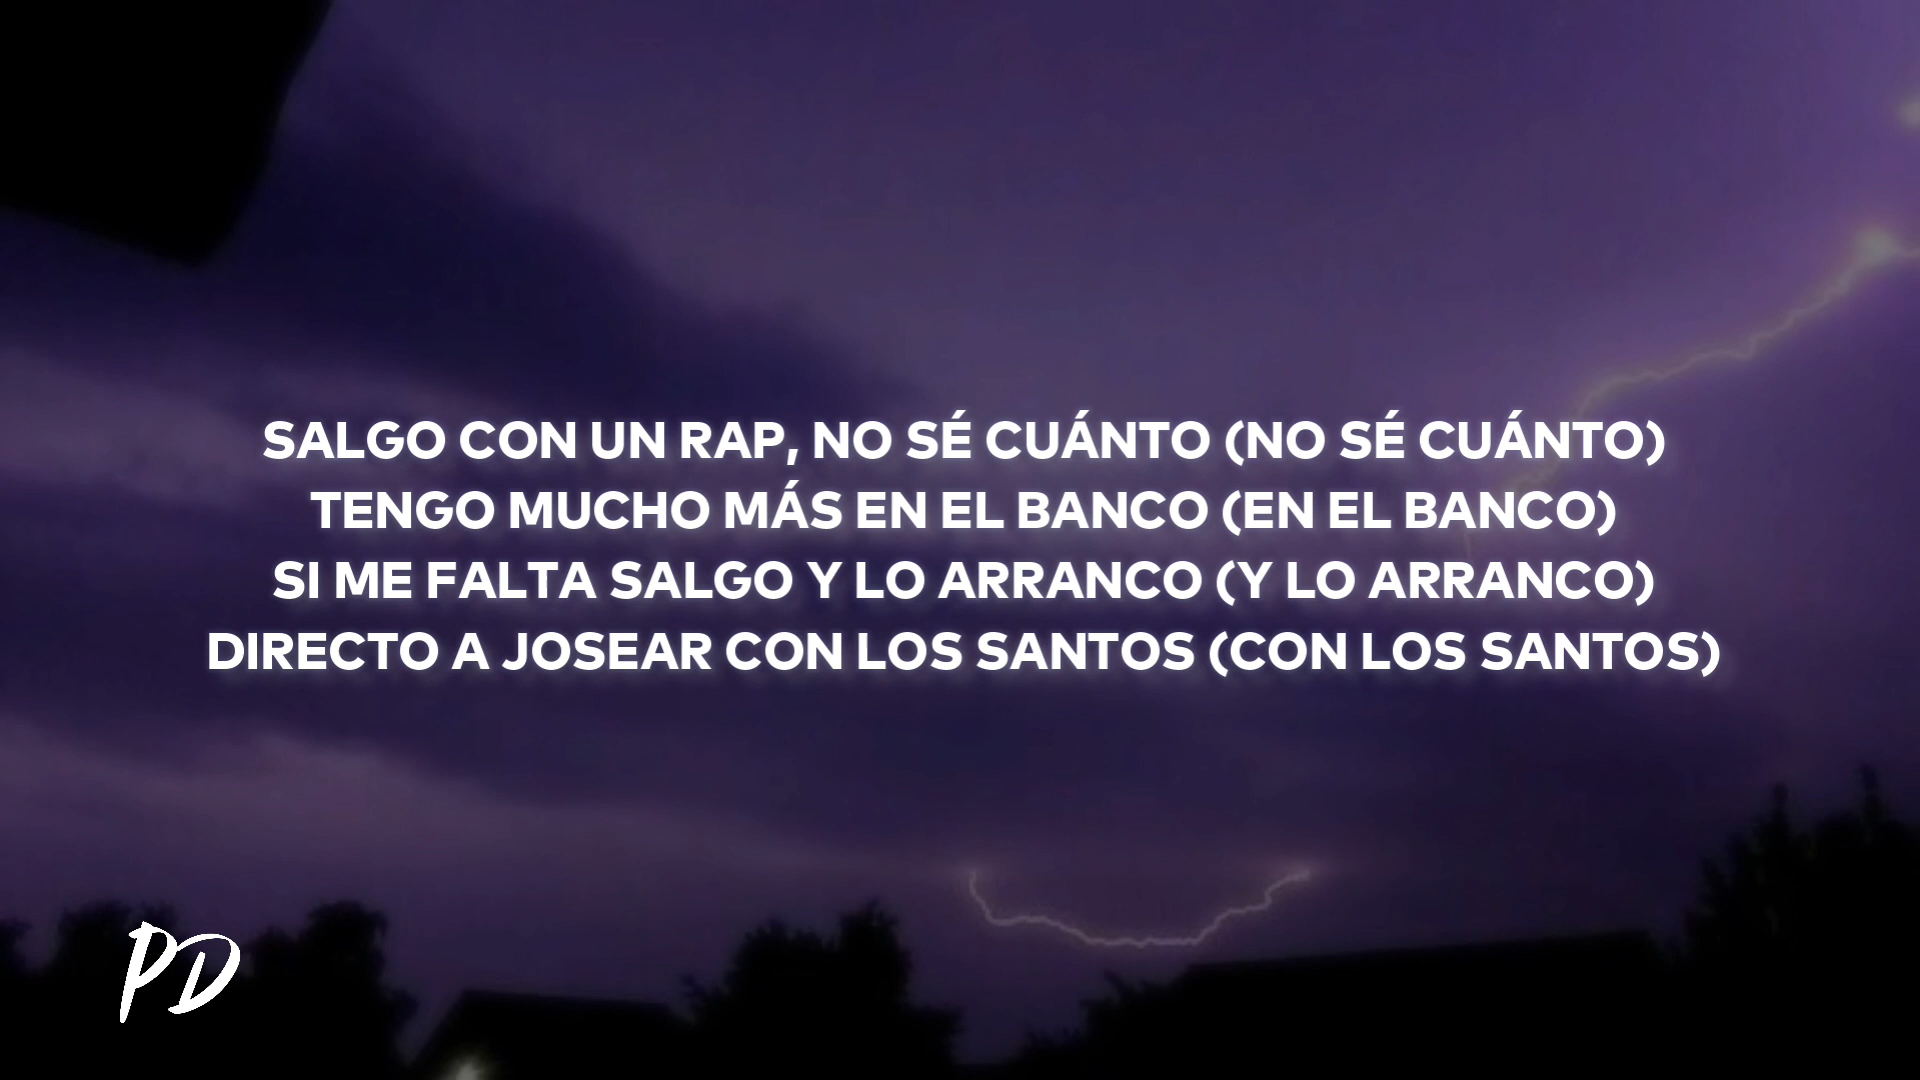 SALGO CON UN RAP, NO SÉ CUÁNTO (NO SÉ CUÁNTO)
TENGO MUCHO MÁS EN EL BANCO (EN EL BANCO)
SI ME FALTA SALGO Y LO ARRANCO (Y LO ARRANCO)
DIRECTO A JOSEAR CON LOS SANTOS (CON LOS SANTOS)
PD